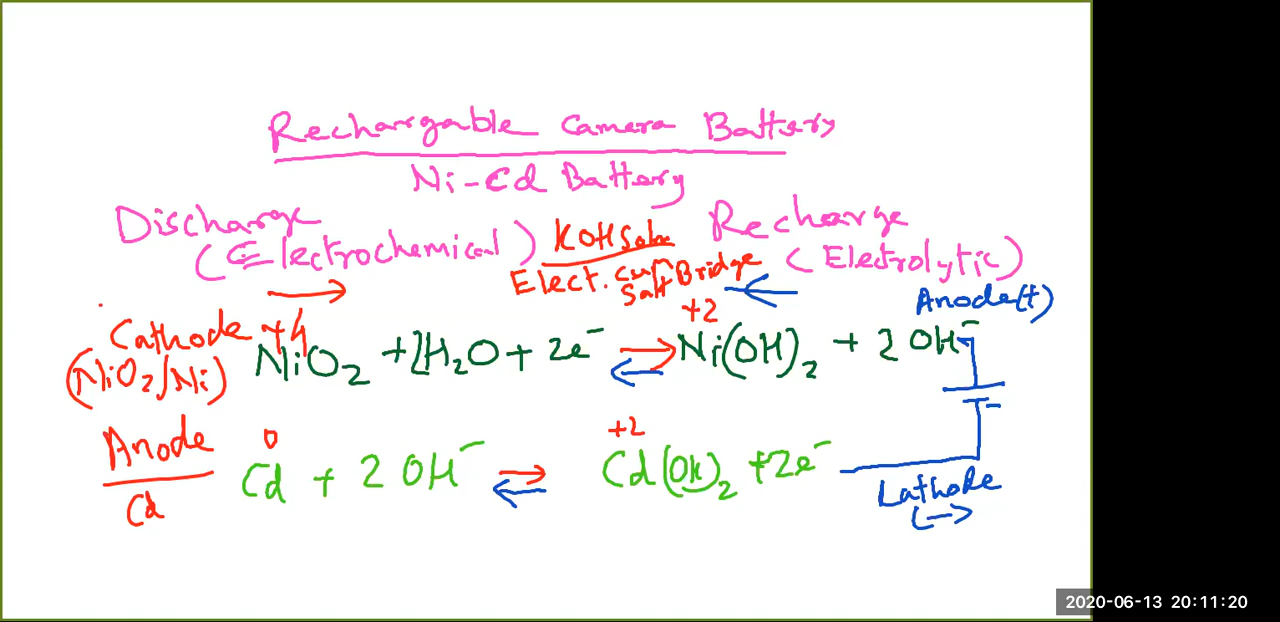 Rechargable Camera Battery
Ni-Cd Battery
Discharge
(Electrochemical)
KOH Soln
Recharge
(Electrolytic)
Elect. cum
Salt Bridge
Anode(+)
Cathode +4 +2
(NiO2/Ni) NiO2 + 2H2O + 2e- ⇌ Ni(OH)2 + 2OH-
Anode 0 +2
Cd Cd + 2OH- ⇌ Cd(OH)2 + 2e-
-
Cathode
(-)
2020-06-13 20:11:20